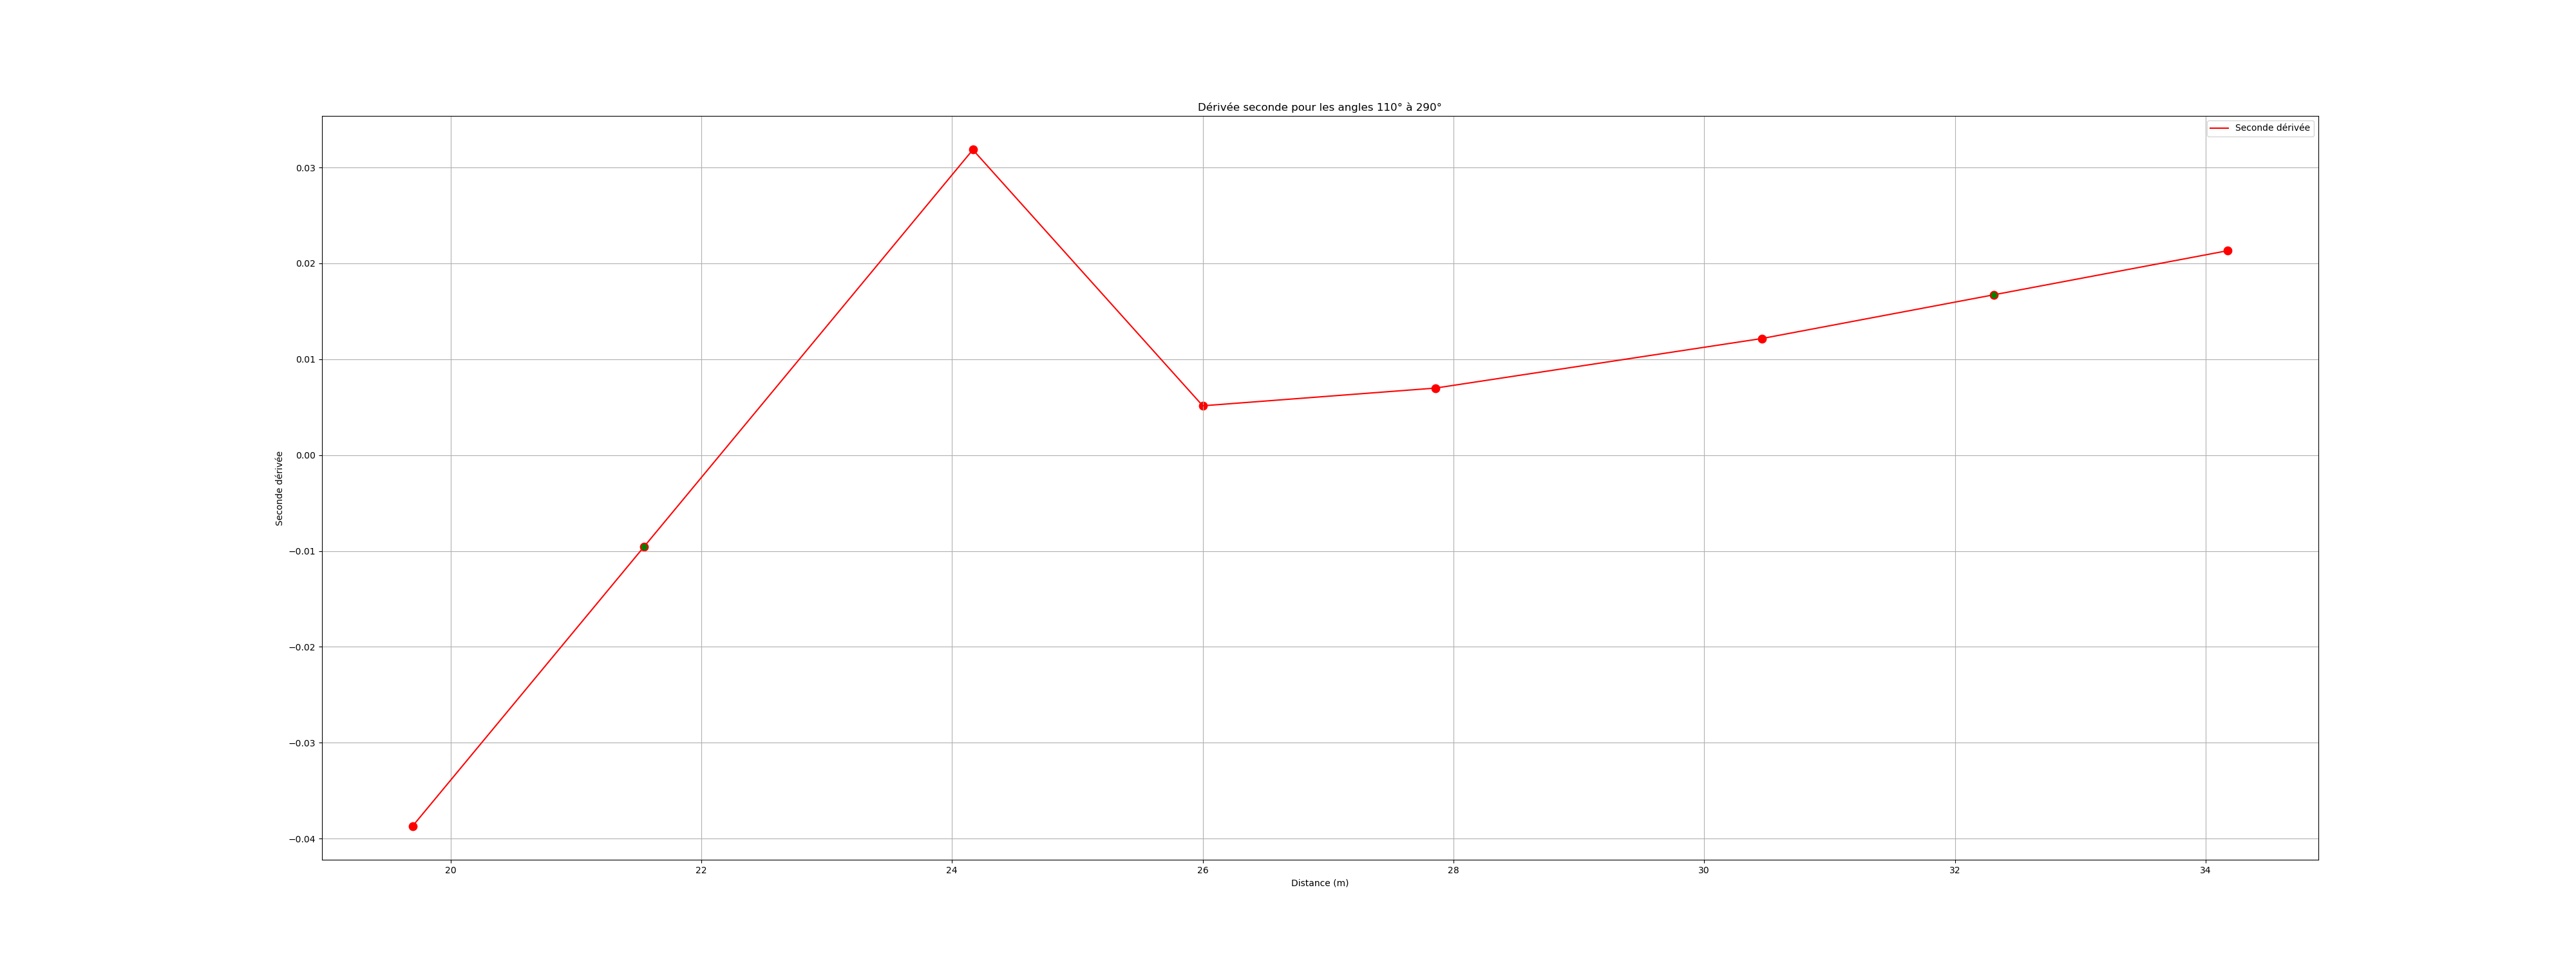 Dérivée seconde pour les angles 110° à 290°
Seconde dérivée
0.03
0.02
0.01
0.00
−0.01
−0.02
−0.03
−0.04
Seconde dérivée
20 22 24 26 28 30 32 34
Distance (m)